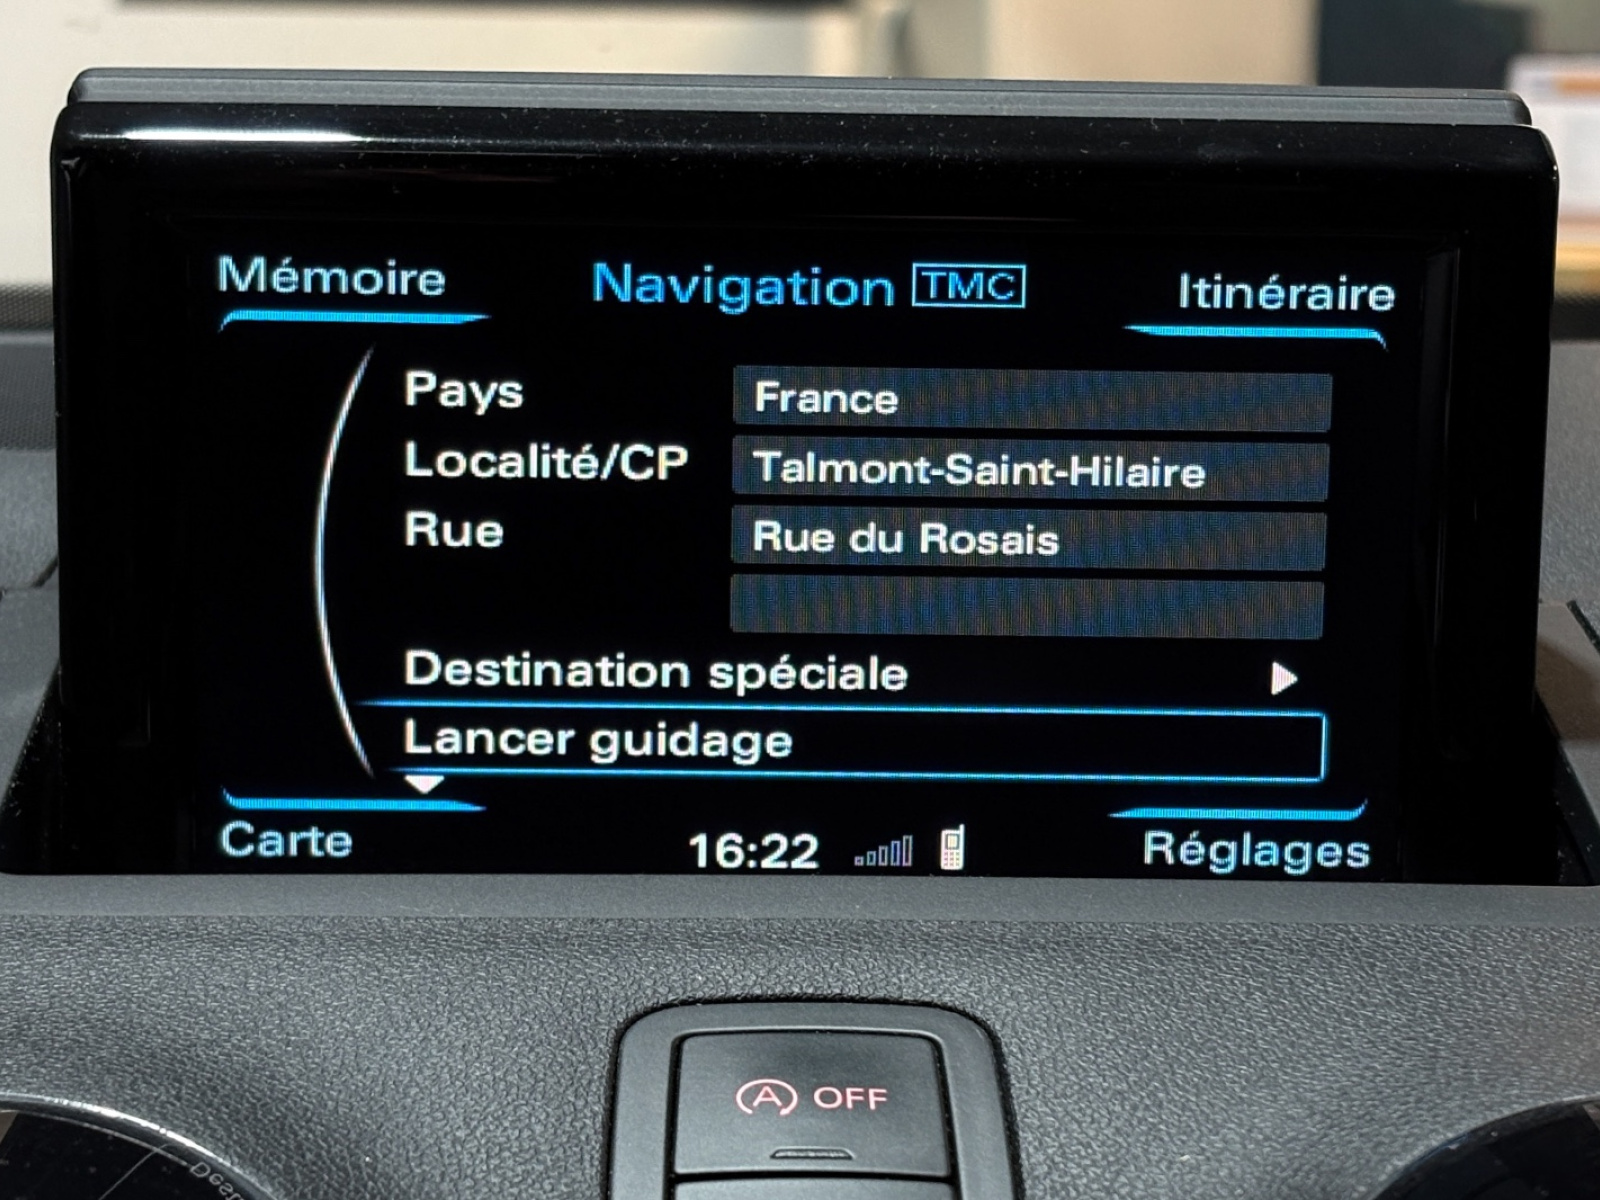 Mémoire
Navigation TMC
Itinéraire
Pays France
Localité/CP Talmont-Saint-Hilaire
Rue Rue du Rosais
Destination spéciale
Lancer guidage
Carte
16:22
Réglages
A OFF